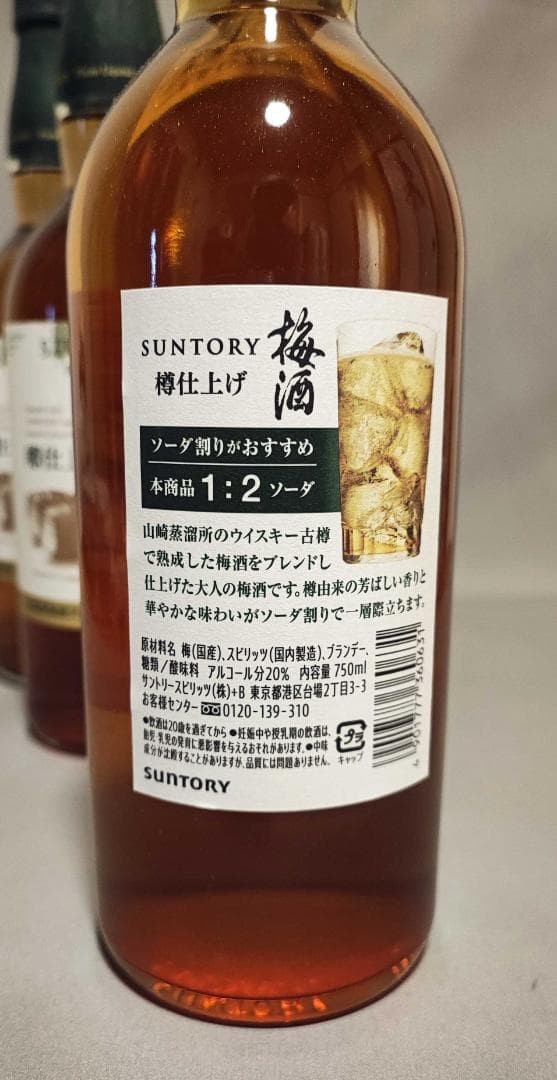 SUNTORY 梅酒
樽仕上げ
ソーダ割りがおすすめ
本商品 1:2 ソーダ
山崎蒸溜所のウイスキー古樽
で熟成した梅酒をブレンドし
仕上げた大人の梅酒です。樽由来の芳ばしい香りと
華やかな味わいがソーダ割りで一層際立ちます。
原材料名 梅(国産)、スピリッツ(国内製造)、ブランデー、
糖類/酸味料 アルコール分20% 内容量 750ml
サントリースピリッツ(株)+B 東京都港区台場2丁目3-3
お客様センター 0120-139-310
●飲酒は20歳を過ぎてから ●妊娠中や授乳期の飲酒は、
胎児・乳児の発育に悪影響を与えるおそれがあります。●中味
成分が沈殿することがありますが、品質には問題ありません。
プラ
キャップ
SUNTORY
4901777360631